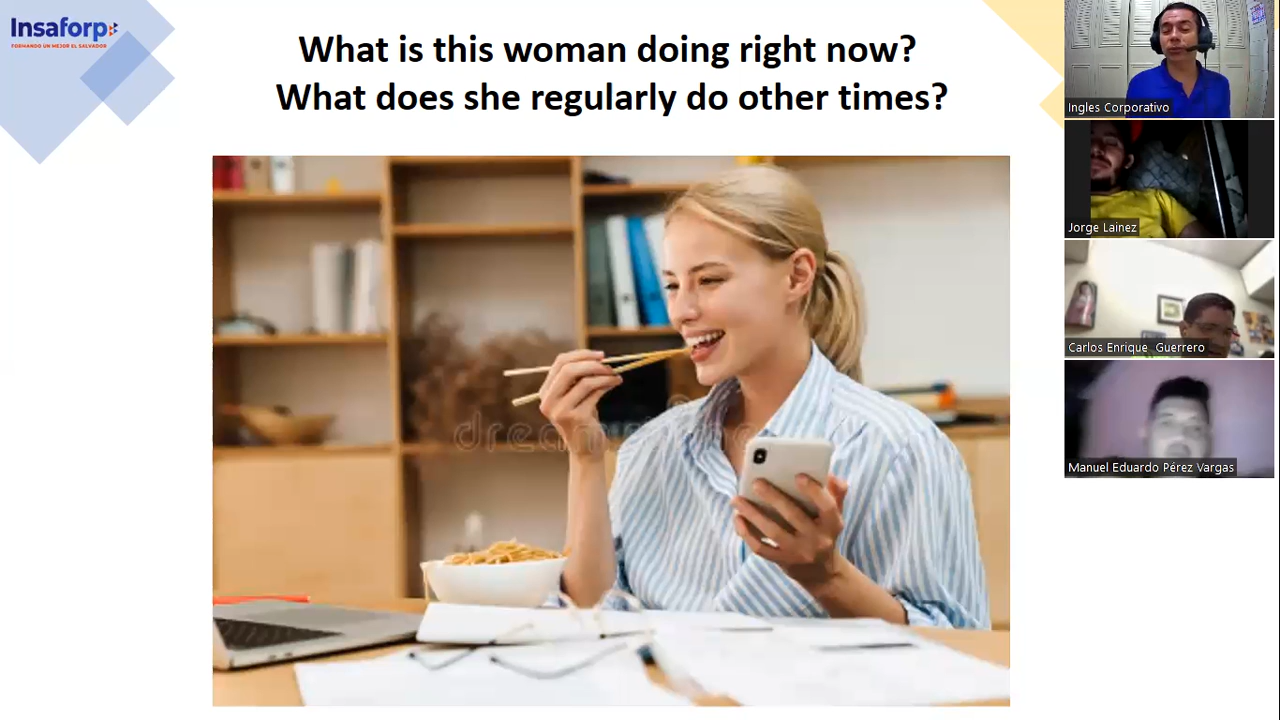 Insaforp
FORMANDO UN MEJOR EL SALVADOR
What is this woman doing right now?
What does she regularly do other times?
Ingles Corporativo
Jorge Lainez
Carlos Enrique Guerrero
Manuel Eduardo Pérez Vargas